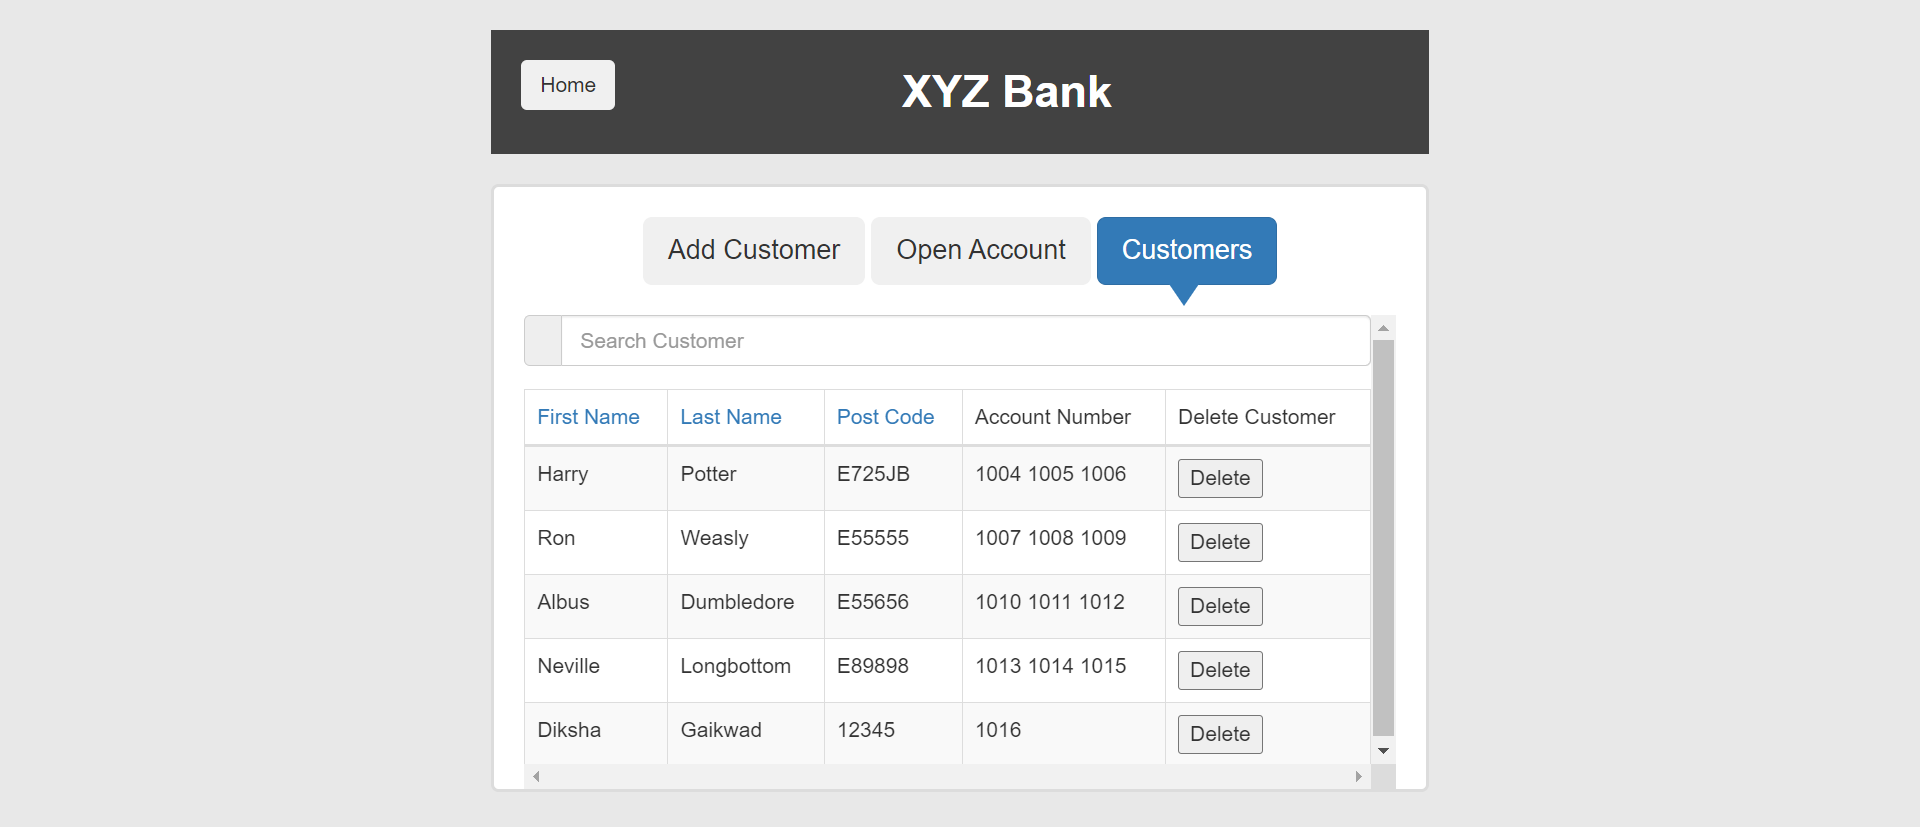 Home
XYZ Bank
Add Customer Open Account Customers
Search Customer
First Name Last Name Post Code Account Number Delete Customer
Harry Potter E725JB 1004 1005 1006 Delete
Ron Weasly E55555 1007 1008 1009 Delete
Albus Dumbledore E55656 1010 1011 1012 Delete
Neville Longbottom E89898 1013 1014 1015 Delete
Diksha Gaikwad 12345 1016 Delete